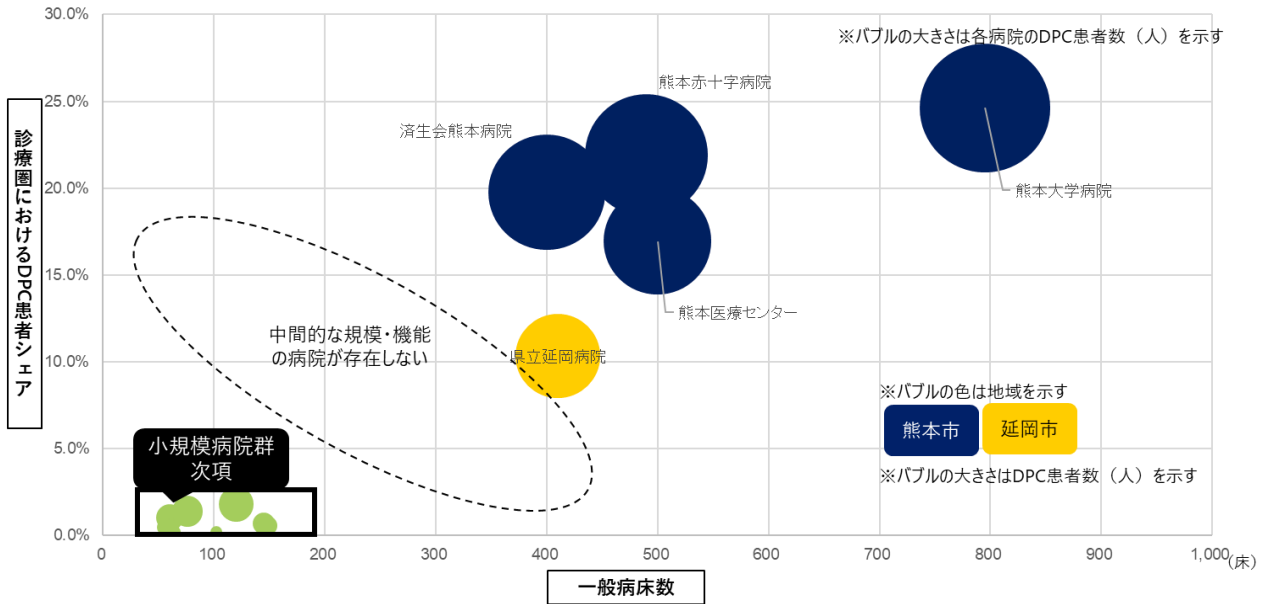 30.0%
25.0%
20.0%
15.0%
10.0%
5.0%
0.0%
診療圏におけるDPC患者シェア
※バブルの大きさは各病院のDPC患者数（人）を示す
熊本赤十字病院
済生会熊本病院
熊本大学病院
熊本医療センター
中間的な規模・機能
の病院が存在しない
県立延岡病院
※バブルの色は地域を示す
熊本市
延岡市
※バブルの大きさはDPC患者数（人）を示す
小規模病院群
次項
0
100
200
300
400
500
600
700
800
900
1,000
（床）
一般病床数